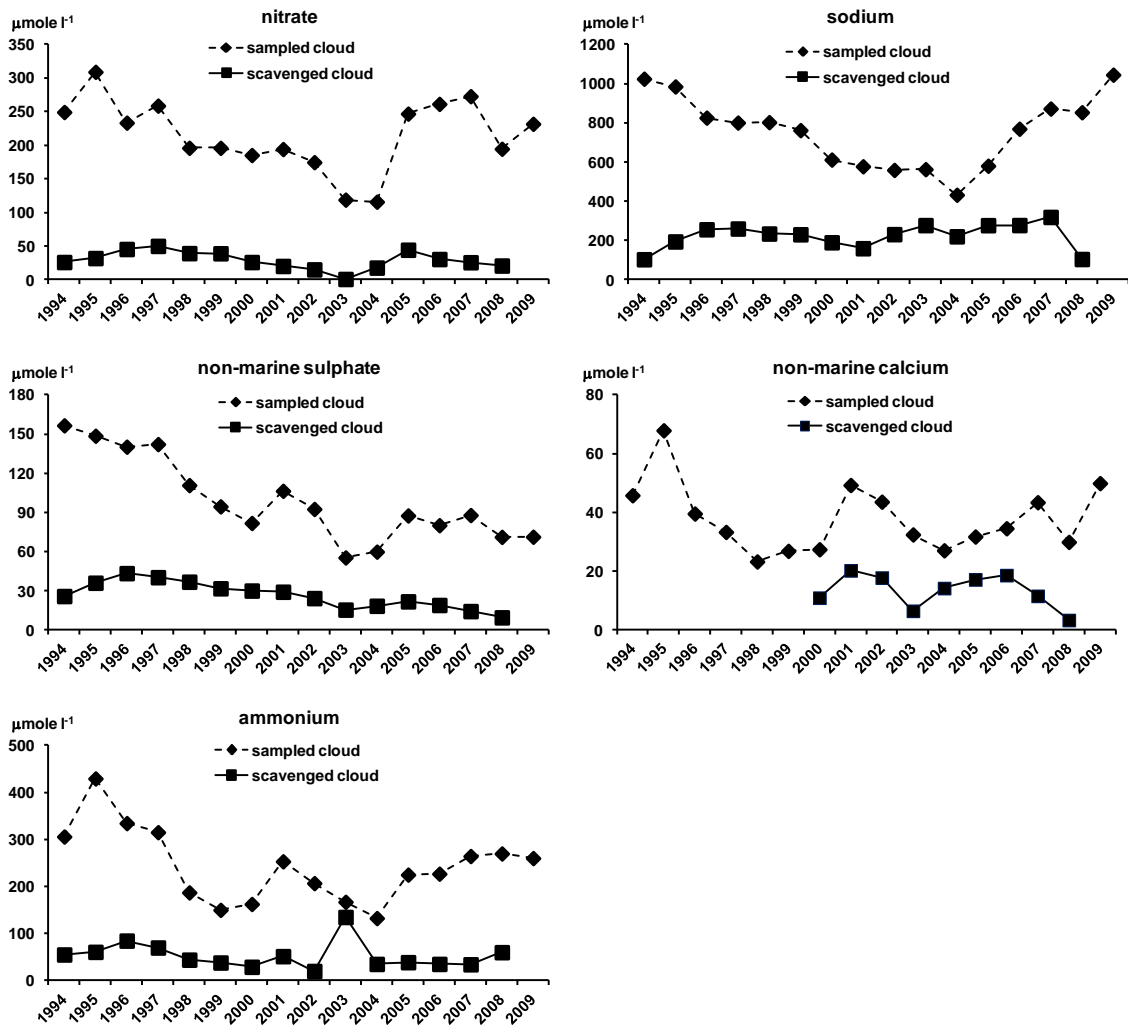 nitrate
μmole l-1
sampled cloud
scavenged cloud
350
300
250
200
150
100
50
0
1994 1995 1996 1997 1998 1999 2000 2001 2002 2003 2004 2005 2006 2007 2008 2009
sodium
μmole l-1
sampled cloud
scavenged cloud
1200
1000
800
600
400
200
0
1994 1995 1996 1997 1998 1999 2000 2001 2002 2003 2004 2005 2006 2007 2008 2009
non-marine sulphate
μmole l-1
sampled cloud
scavenged cloud
180
150
120
90
60
30
0
1994 1995 1996 1997 1998 1999 2000 2001 2002 2003 2004 2005 2006 2007 2008 2009
non-marine calcium
μmole l-1
sampled cloud
scavenged cloud
80
60
40
20
0
1994 1995 1996 1997 1998 1999 2000 2001 2002 2003 2004 2005 2006 2007 2008 2009
ammonium
μmole l-1
sampled cloud
scavenged cloud
500
400
300
200
100
0
1994 1995 1996 1997 1998 1999 2000 2001 2002 2003 2004 2005 2006 2007 2008 2009